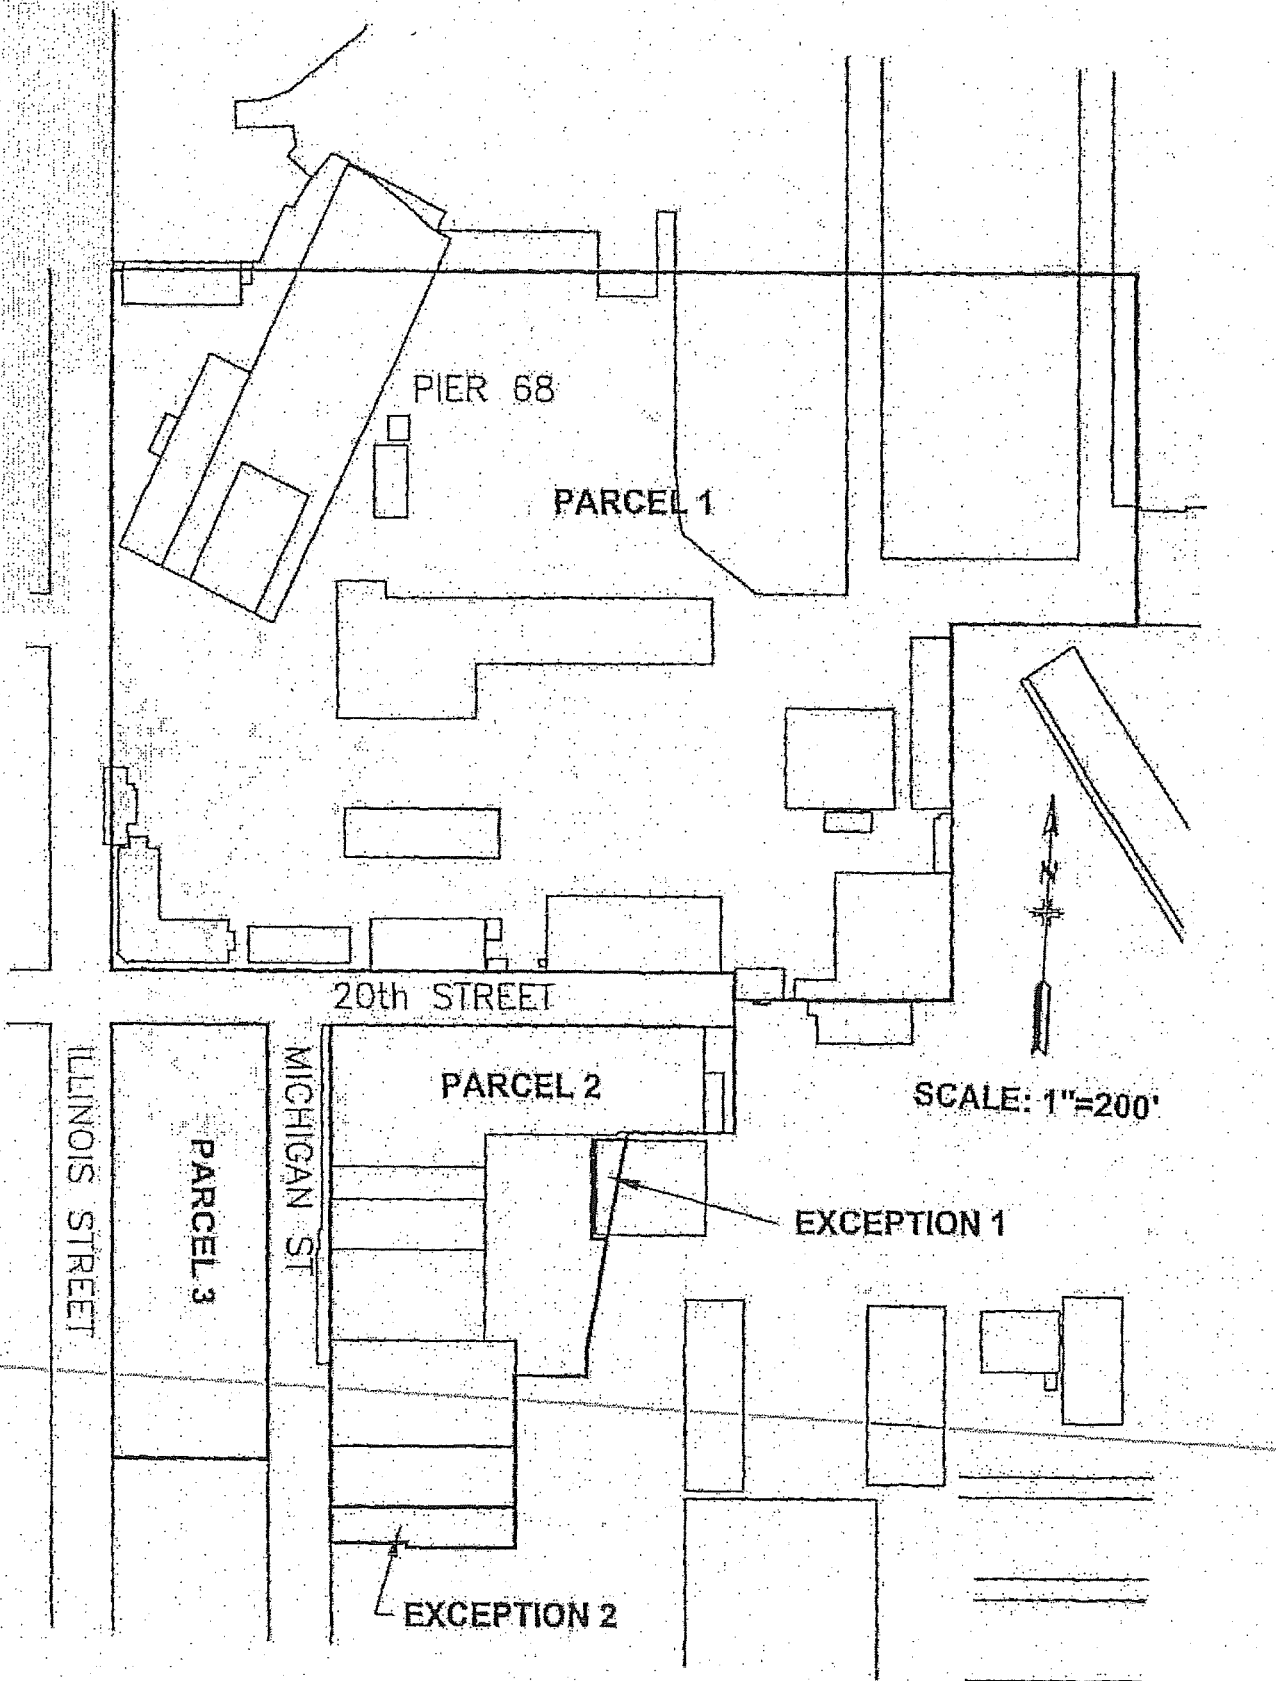 PIER 68
PARCEL 1
N
20th STREET
ILLINOIS STREET
MICHIGAN ST
PARCEL 2
SCALE: 1"=200'
PARCEL 3
EXCEPTION 1
EXCEPTION 2